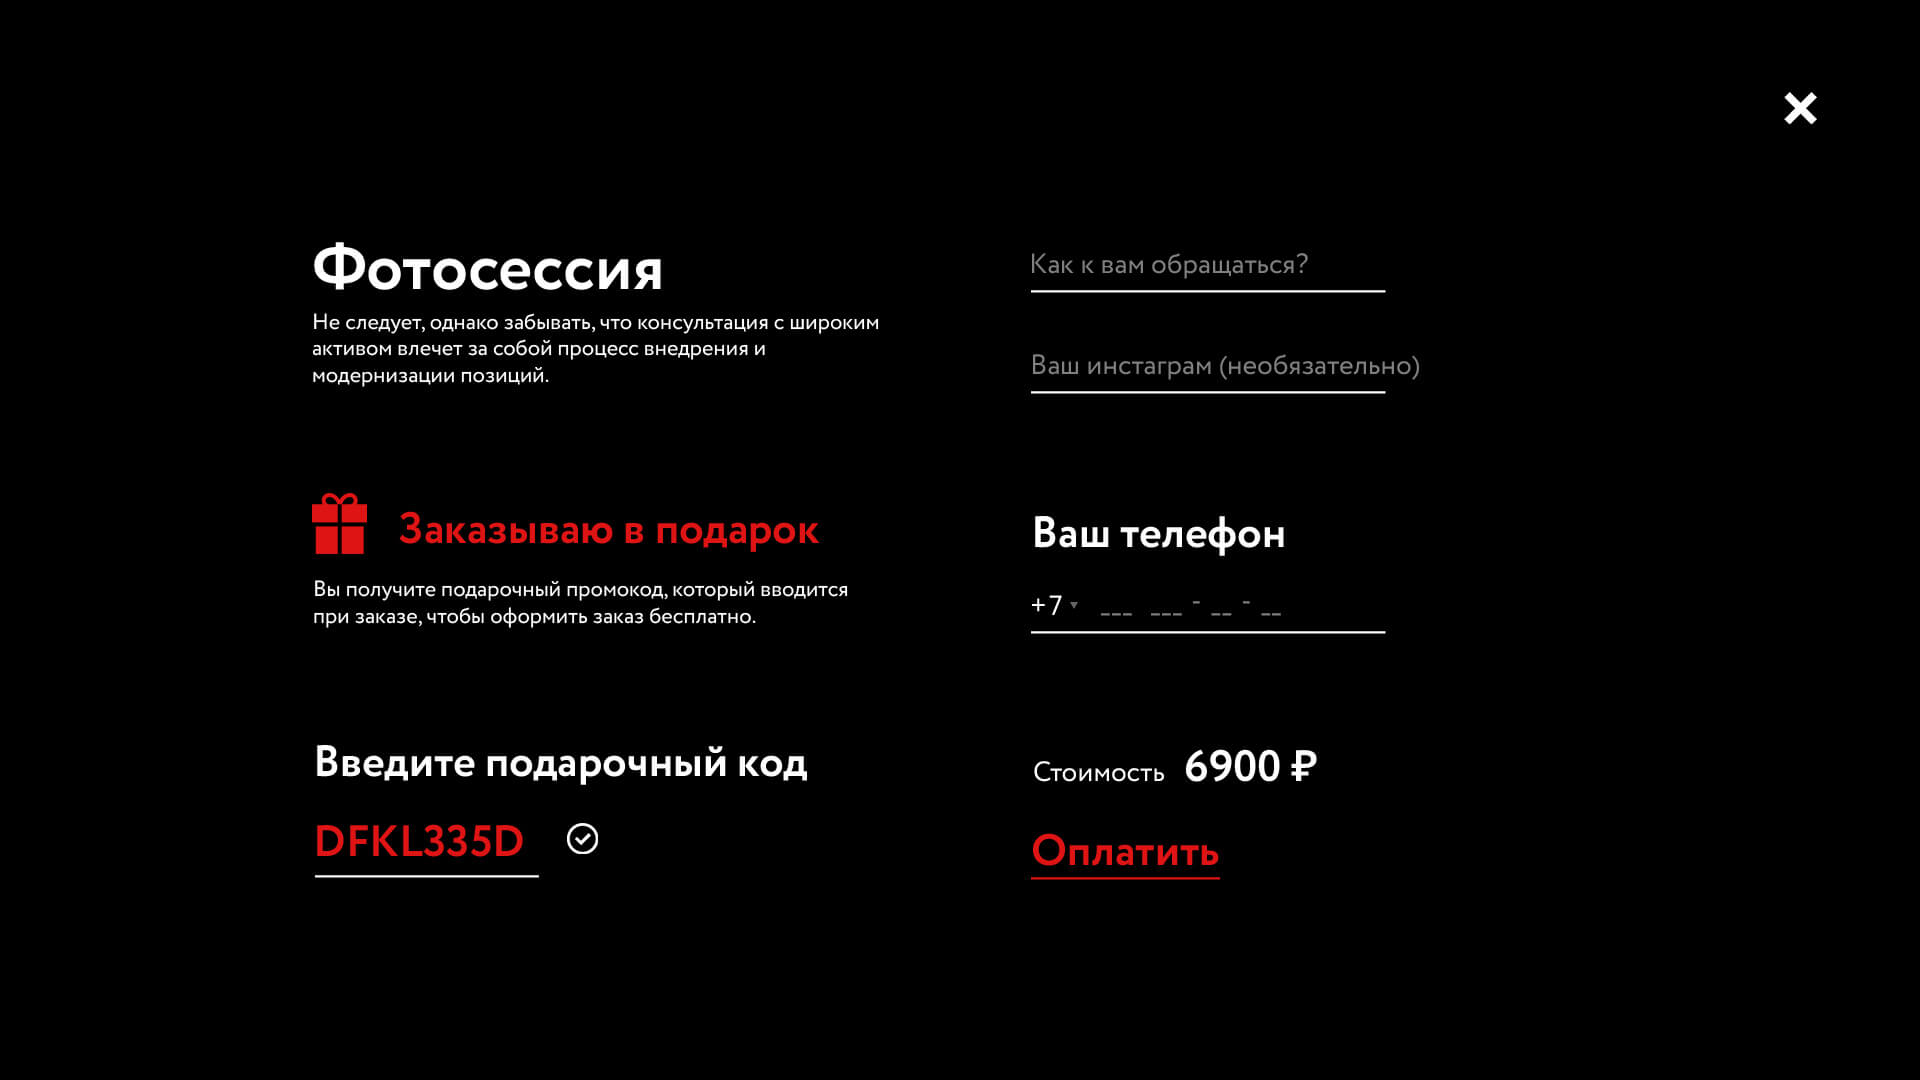 Фотосессия
Не следует, однако забывать, что консультация с широким
активом влечет за собой процесс внедрения и
модернизации позиций.
Заказываю в подарок
Вы получите подарочный промокод, который вводится
при заказе, чтобы оформить заказ бесплатно.
Введите подарочный код
DFKL335D
Как к вам обращаться?
Ваш инстаграм (необязательно)
Ваш телефон
+7 ___ ___ - __ - __
Стоимость 6900 ₽
Оплатить